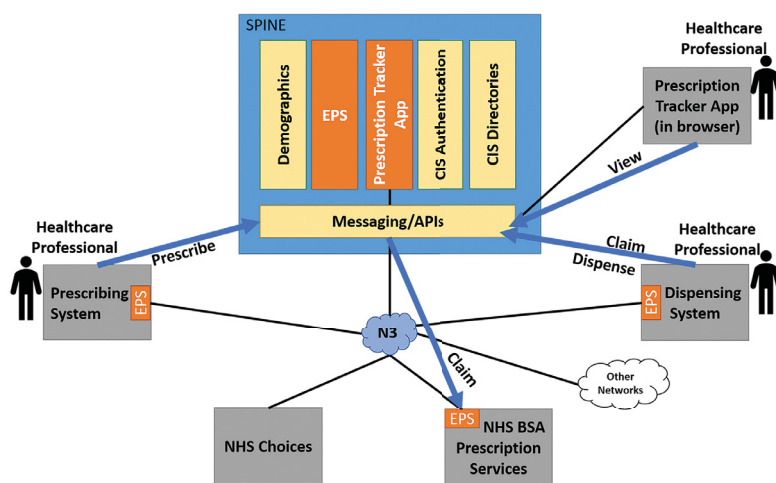 SPINE
Demographics
EPS
Prescription Tracker
App
CIS Authentication
CIS Directories
Messaging/APIs
Healthcare
Professional
Prescription
Tracker App
(in browser)
View
Healthcare
Professional
Prescribing
System
EPS
Prescribe
Claim
Dispense
Healthcare
Professional
EPS
Dispensing
System
N3
Claim
Other
Networks
NHS Choices
EPS
NHS BSA
Prescription
Services